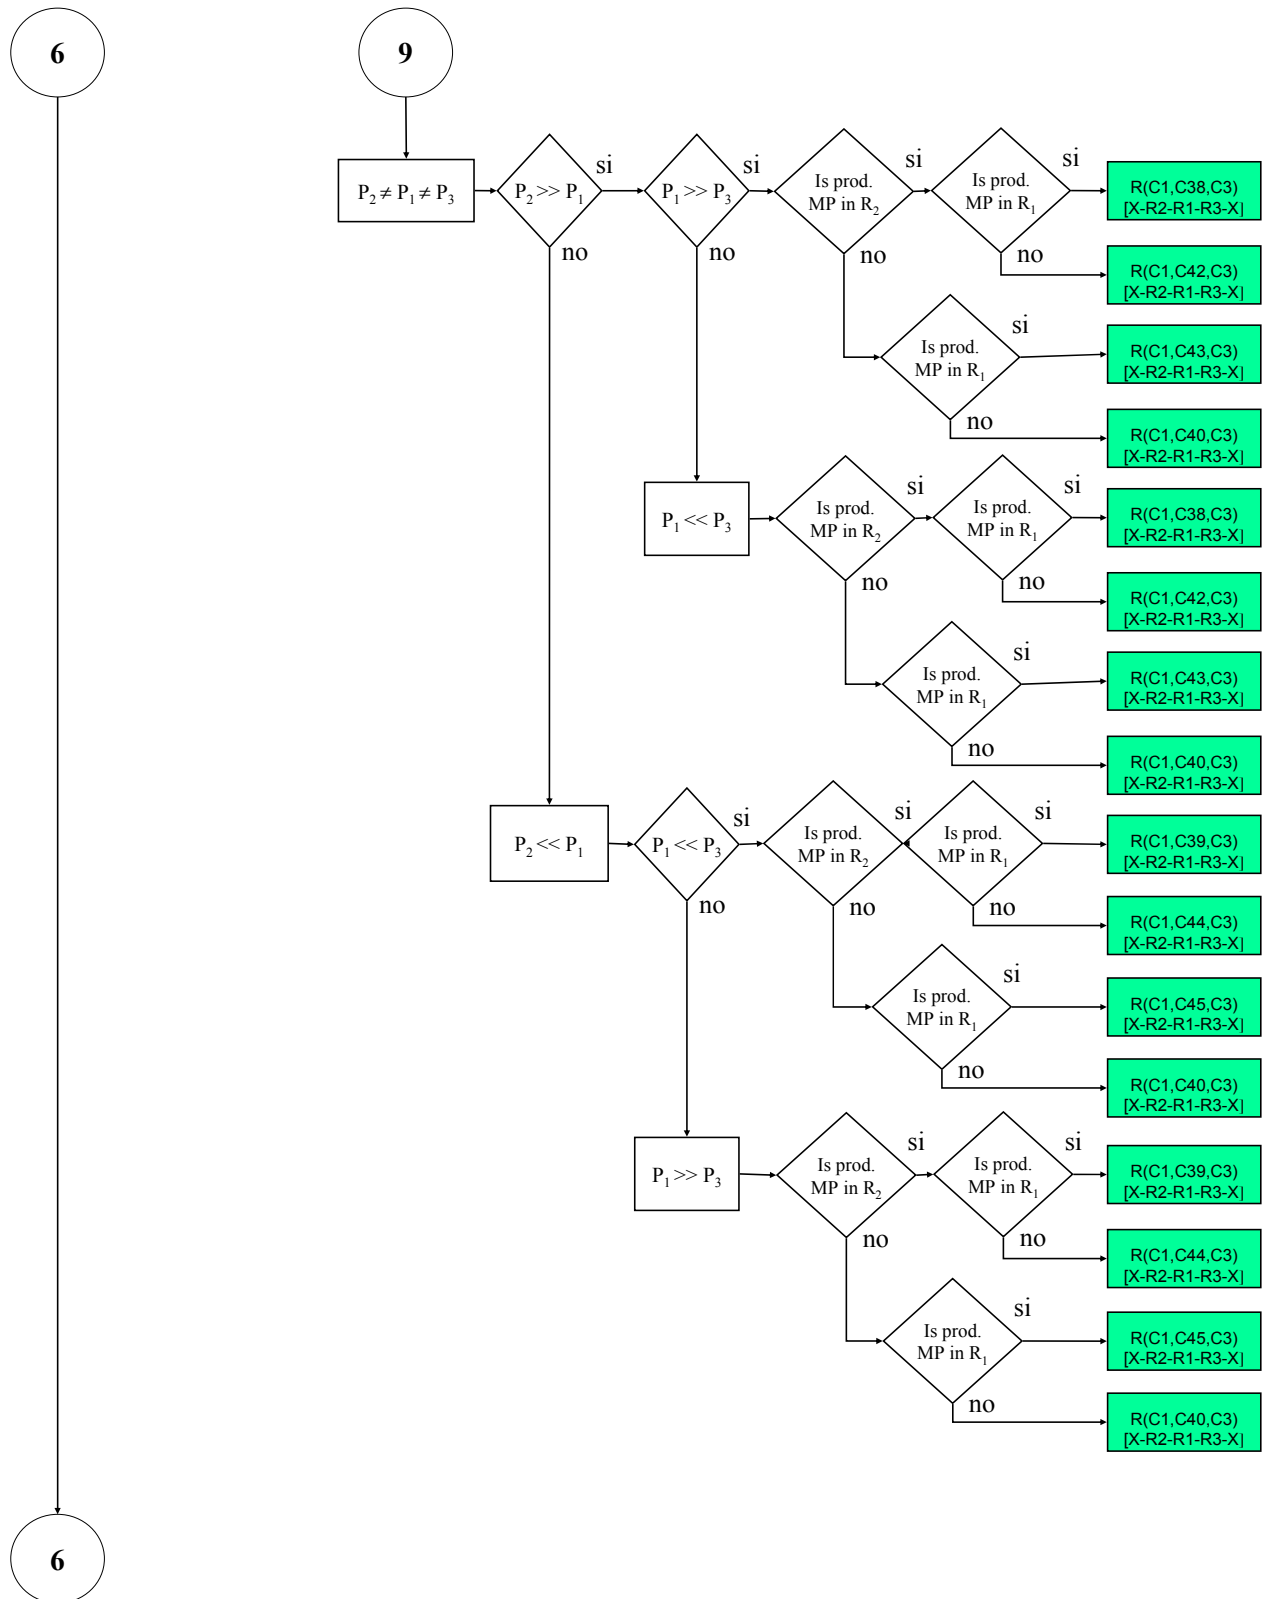 6
9
P2 ≠ P1 ≠ P3
P2 >> P1
si
no
P1 >> P3
si
no
Is prod.
MP in R2
si
no
Is prod.
MP in R1
si
no
R(C1,C38,C3)
[X-R2-R1-R3-X]
R(C1,C42,C3)
[X-R2-R1-R3-X]
Is prod.
MP in R1
si
no
R(C1,C43,C3)
[X-R2-R1-R3-X]
R(C1,C40,C3)
[X-R2-R1-R3-X]
P1 << P3
Is prod.
MP in R2
si
no
Is prod.
MP in R1
si
no
R(C1,C38,C3)
[X-R2-R1-R3-X]
R(C1,C42,C3)
[X-R2-R1-R3-X]
Is prod.
MP in R1
si
no
R(C1,C43,C3)
[X-R2-R1-R3-X]
R(C1,C40,C3)
[X-R2-R1-R3-X]
P2 << P1
P1 << P3
si
no
Is prod.
MP in R2
si
no
Is prod.
MP in R1
si
no
R(C1,C39,C3)
[X-R2-R1-R3-X]
R(C1,C44,C3)
[X-R2-R1-R3-X]
Is prod.
MP in R1
si
no
R(C1,C45,C3)
[X-R2-R1-R3-X]
R(C1,C40,C3)
[X-R2-R1-R3-X]
P1 >> P3
Is prod.
MP in R2
si
no
Is prod.
MP in R1
si
no
R(C1,C39,C3)
[X-R2-R1-R3-X]
R(C1,C44,C3)
[X-R2-R1-R3-X]
Is prod.
MP in R1
si
no
R(C1,C45,C3)
[X-R2-R1-R3-X]
R(C1,C40,C3)
[X-R2-R1-R3-X]
6